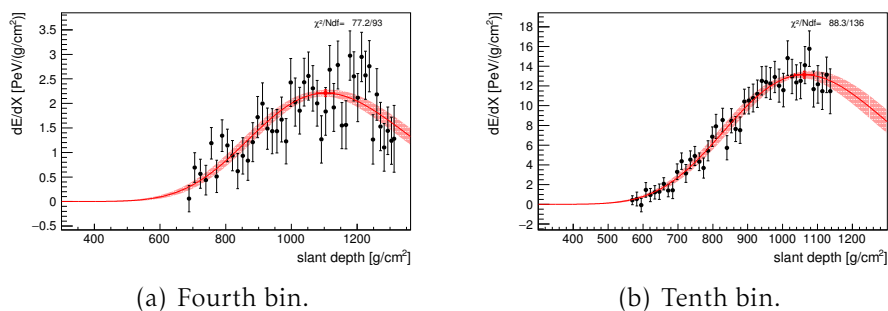 χ²/Ndf= 77.2/93
dE/dX [PeV/(g/cm²)]
3.5
3
2.5
2
1.5
1
0.5
0
−0.5
400 600 800 1000 1200
slant depth [g/cm²]
(a) Fourth bin.
χ²/Ndf= 88.3/136
dE/dX [PeV/(g/cm²)]
18
16
14
12
10
8
6
4
2
0
−2
400 500 600 700 800 900 1000 1100 1200
slant depth [g/cm²]
(b) Tenth bin.